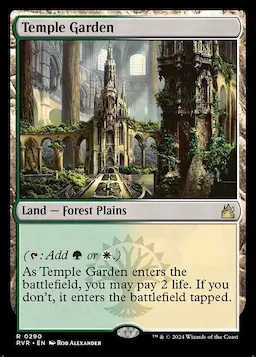 Temple Garden
Land — Forest Plains
(T: Add G or W.)
As Temple Garden enters the
battlefield, you may pay 2 life. If you
don't, it enters the battlefield tapped.
R 0290
RVR • EN Rob Alexander
™ & © 2024 Wizards of the Coast